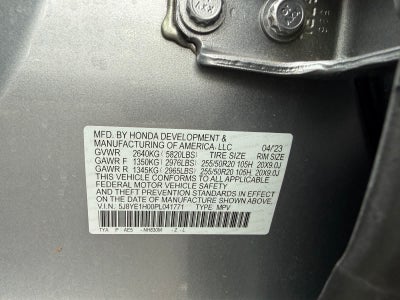 MFD. BY HONDA DEVELOPMENT &
MANUFACTURING OF AMERICA, LLC 04/23
GVWR 2640KG(5820LBS) TIRE SIZE RIM SIZE
GAWR F 1350KG(2976LBS) 255/50R20 105H 20X9.0J
GAWR R 1345KG(2965LBS) 255/50R20 105H 20X9.0J
THIS VEHICLE CONFORMS TO ALL APPLICABLE
FEDERAL MOTOR VEHICLE SAFETY
AND THEFT PREVENTION STANDARDS IN EFFECT ON
THE DATE OF MANUFACTURE SHOWN ABOVE.
V.I.N.: 5J8YE1H00PL041771 TYPE: MPV
TYA P AE5 -NH830M -Z -L